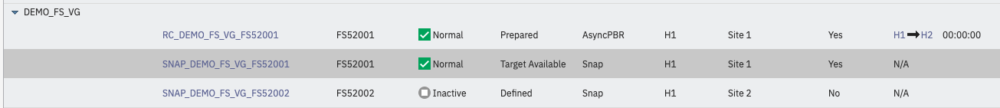 DEMO_FS_VG
RC_DEMO_FS_VG_FS52001 FS52001 Normal Prepared AsyncPBR H1 Site 1 Yes H1 H2 00:00:00
SNAP_DEMO_FS_VG_FS52001 FS52001 Normal Target Available Snap H1 Site 1 Yes N/A
SNAP_DEMO_FS_VG_FS52002 FS52002 Inactive Defined Snap H1 Site 2 No N/A